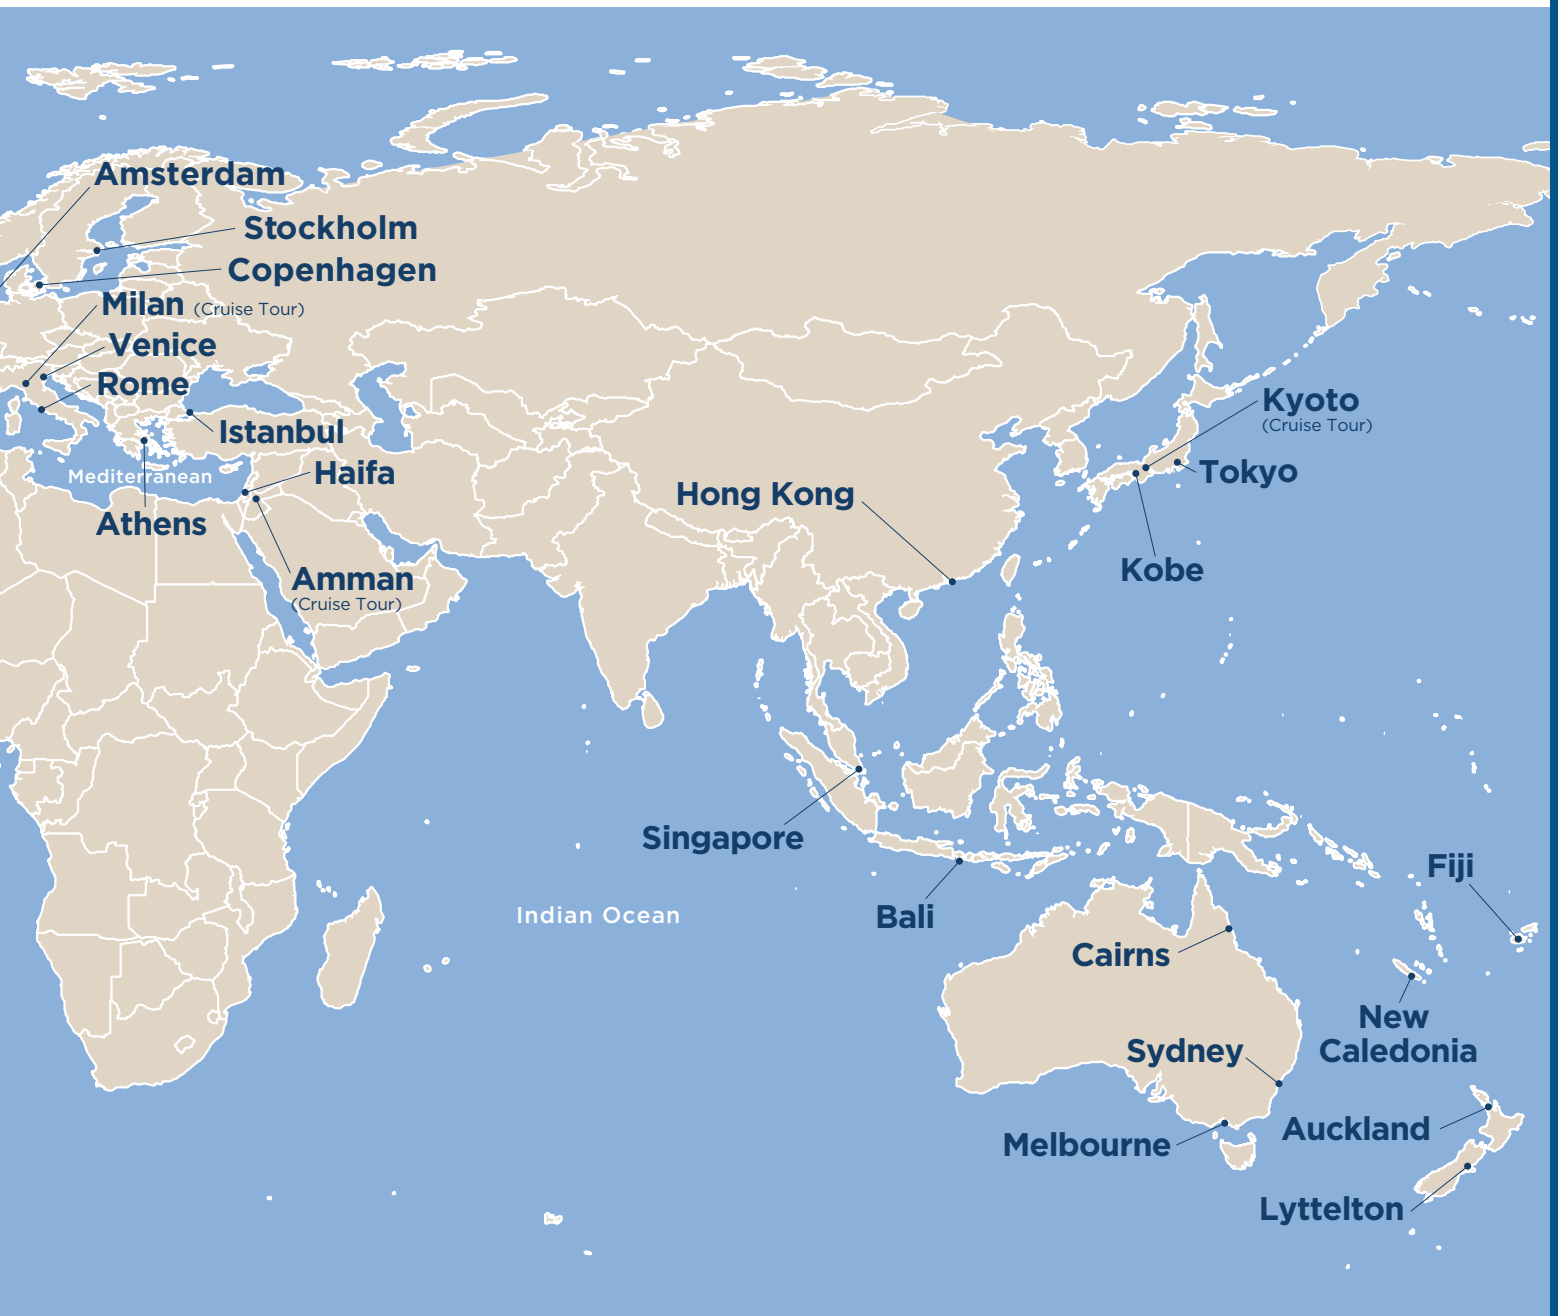 Amsterdam
Stockholm
Copenhagen
Milan (Cruise Tour)
Venice
Rome
Istanbul
Mediterranean
Haifa
Athens
Amman
(Cruise Tour)
Hong Kong
Kyoto
(Cruise Tour)
Tokyo
Kobe
Singapore
Bali
Indian Ocean
Fiji
Cairns
New
Caledonia
Sydney
Auckland
Melbourne
Lyttelton